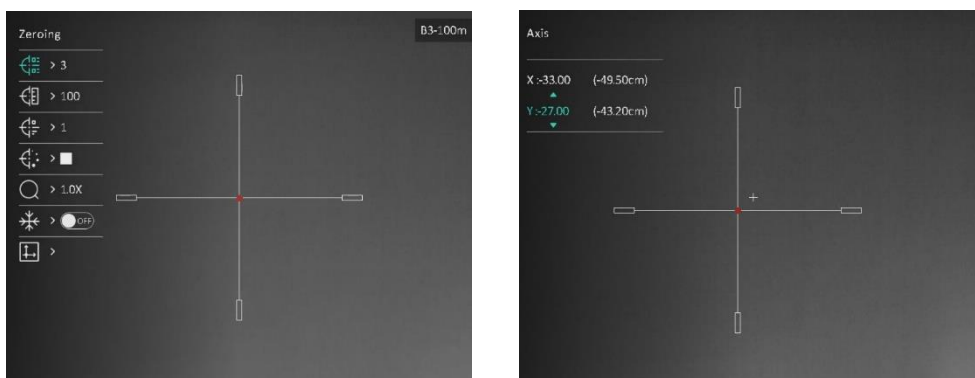 Zeroing
B3-100m
> 3
> 100
> 1
>
> 1.0X
> OFF
>
Axis
X :-33.00 (-49.50cm)
Y :-27.00 (-43.20cm)